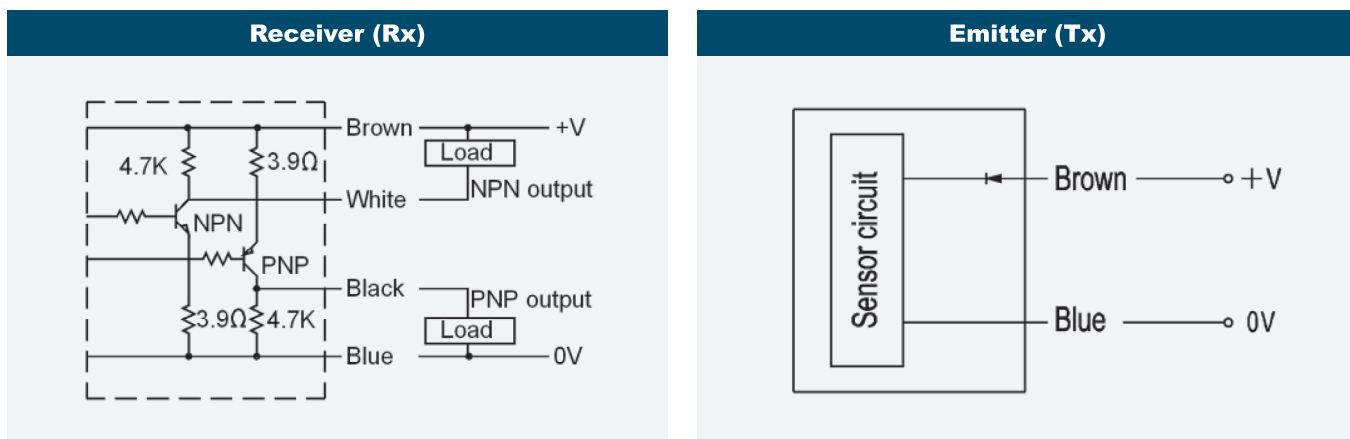 Receiver (Rx)
Brown
+V
4.7K
3.9Ω
Load
White
NPN output
NPN
PNP
Black
PNP output
3.9Ω
4.7K
Load
Blue
0V
Emitter (Tx)
Sensor circuit
Brown
+V
Blue
0V